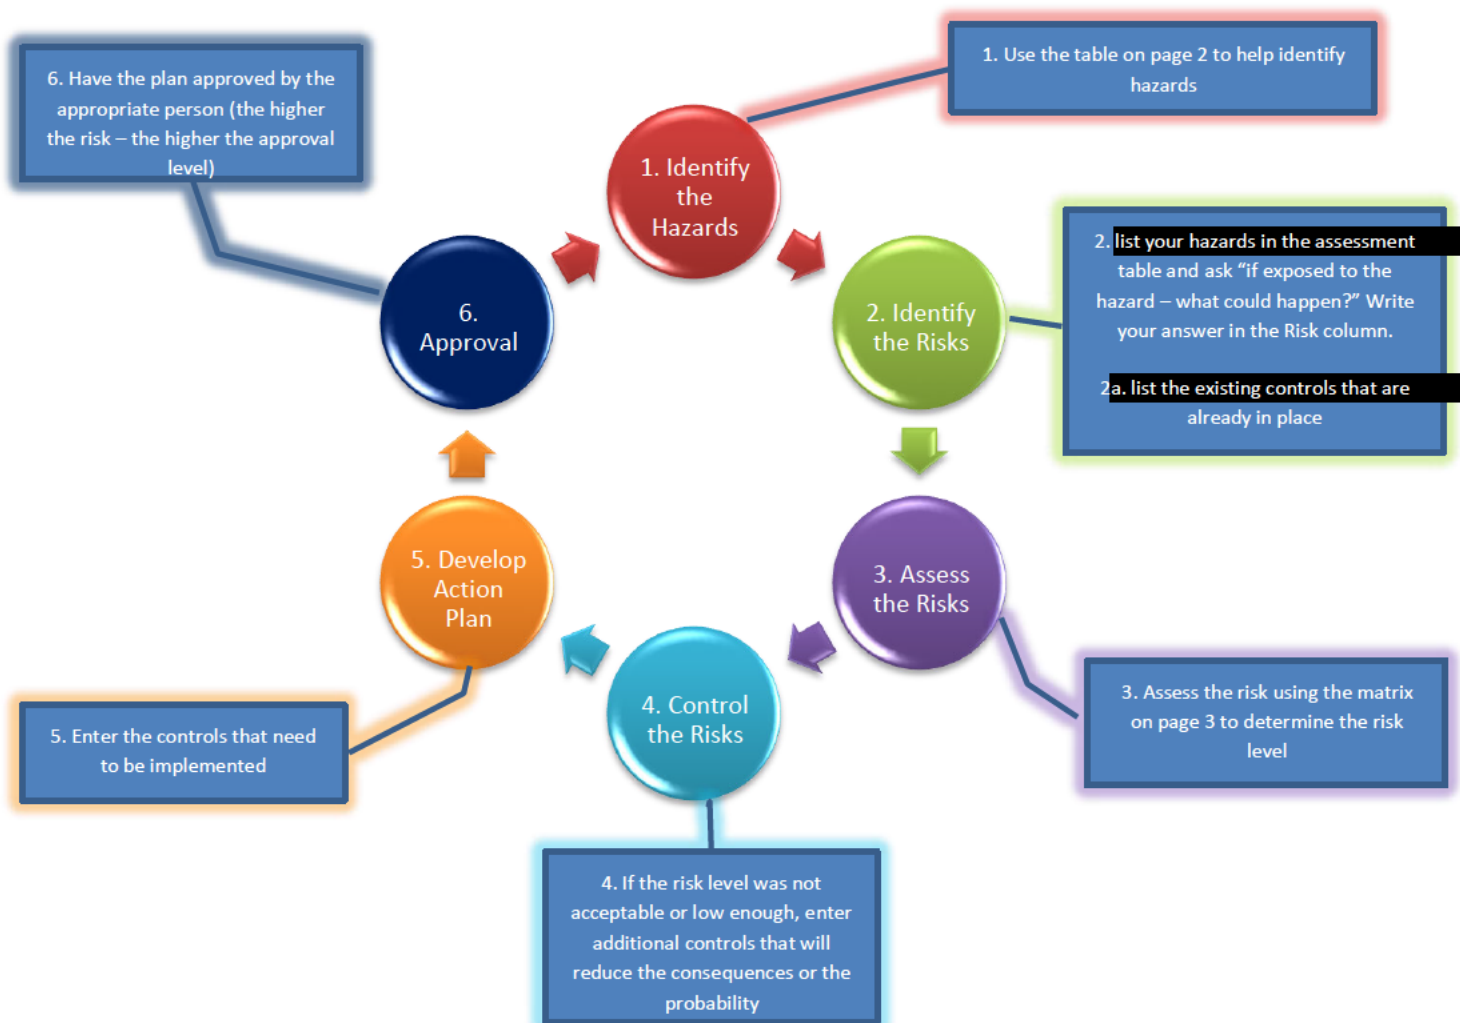 1. Use the table on page 2 to help identify
hazards
6. Have the plan approved by the
appropriate person (the higher
the risk – the higher the approval
level)
1. Identify
the
Hazards
2. list your hazards in the assessment
table and ask “if exposed to the
hazard – what could happen?” Write
your answer in the Risk column.
2a. list the existing controls that are
already in place
6.
Approval
2. Identify
the Risks
5. Develop
Action
Plan
3. Assess
the Risks
4. Control
the Risks
3. Assess the risk using the matrix
on page 3 to determine the risk
level
5. Enter the controls that need
to be implemented
4. If the risk level was not
acceptable or low enough, enter
additional controls that will
reduce the consequences or the
probability